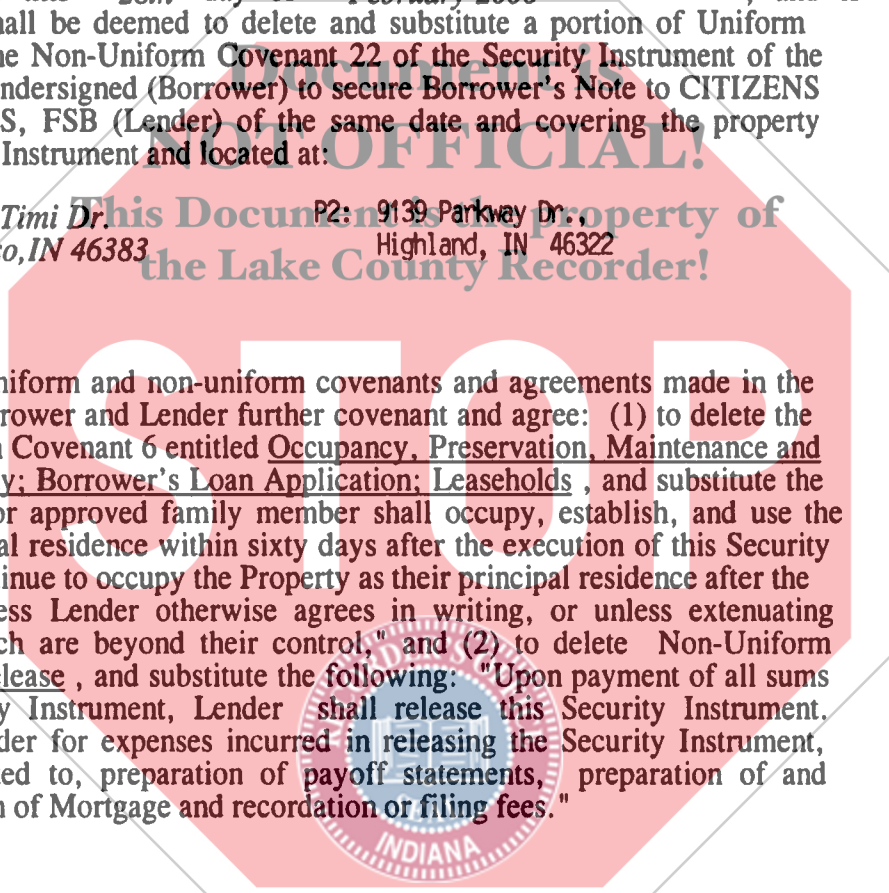 February 2006, and
hall be deemed to delete and substitute a portion of Uniform
ne Non-Uniform Covenant 22 of the Security Instrument of the
ndersigned (Borrower) to secure Borrower's Note to CITIZENS
S, FSB (Lender) of the same date and covering the property
Instrument and located at:
Document is
NOT OFFICIAL!
This Document is the property of
the Lake County Recorder!
Timi Dr. P2: 9139 Parkway Dr.,
o, IN 46383 Highland, IN 46322
STOP
niform and non-uniform covenants and agreements made in the
rrower and Lender further covenant and agree: (1) to delete the
n Covenant 6 entitled Occupancy, Preservation, Maintenance and
y; Borrower's Loan Application; Leaseholds , and substitute the
or approved family member shall occupy, establish, and use the
al residence within sixty days after the execution of this Security
inue to occupy the Property as their principal residence after the
ess Lender otherwise agrees in writing, or unless extenuating
ch are beyond their control," and (2) to delete Non-Uniform
elease , and substitute the following: "Upon payment of all sums
y Instrument, Lender shall release this Security Instrument.
der for expenses incurred in releasing the Security Instrument,
ed to, preparation of payoff statements, preparation of and
n of Mortgage and recordation or filing fees."
INDIANA